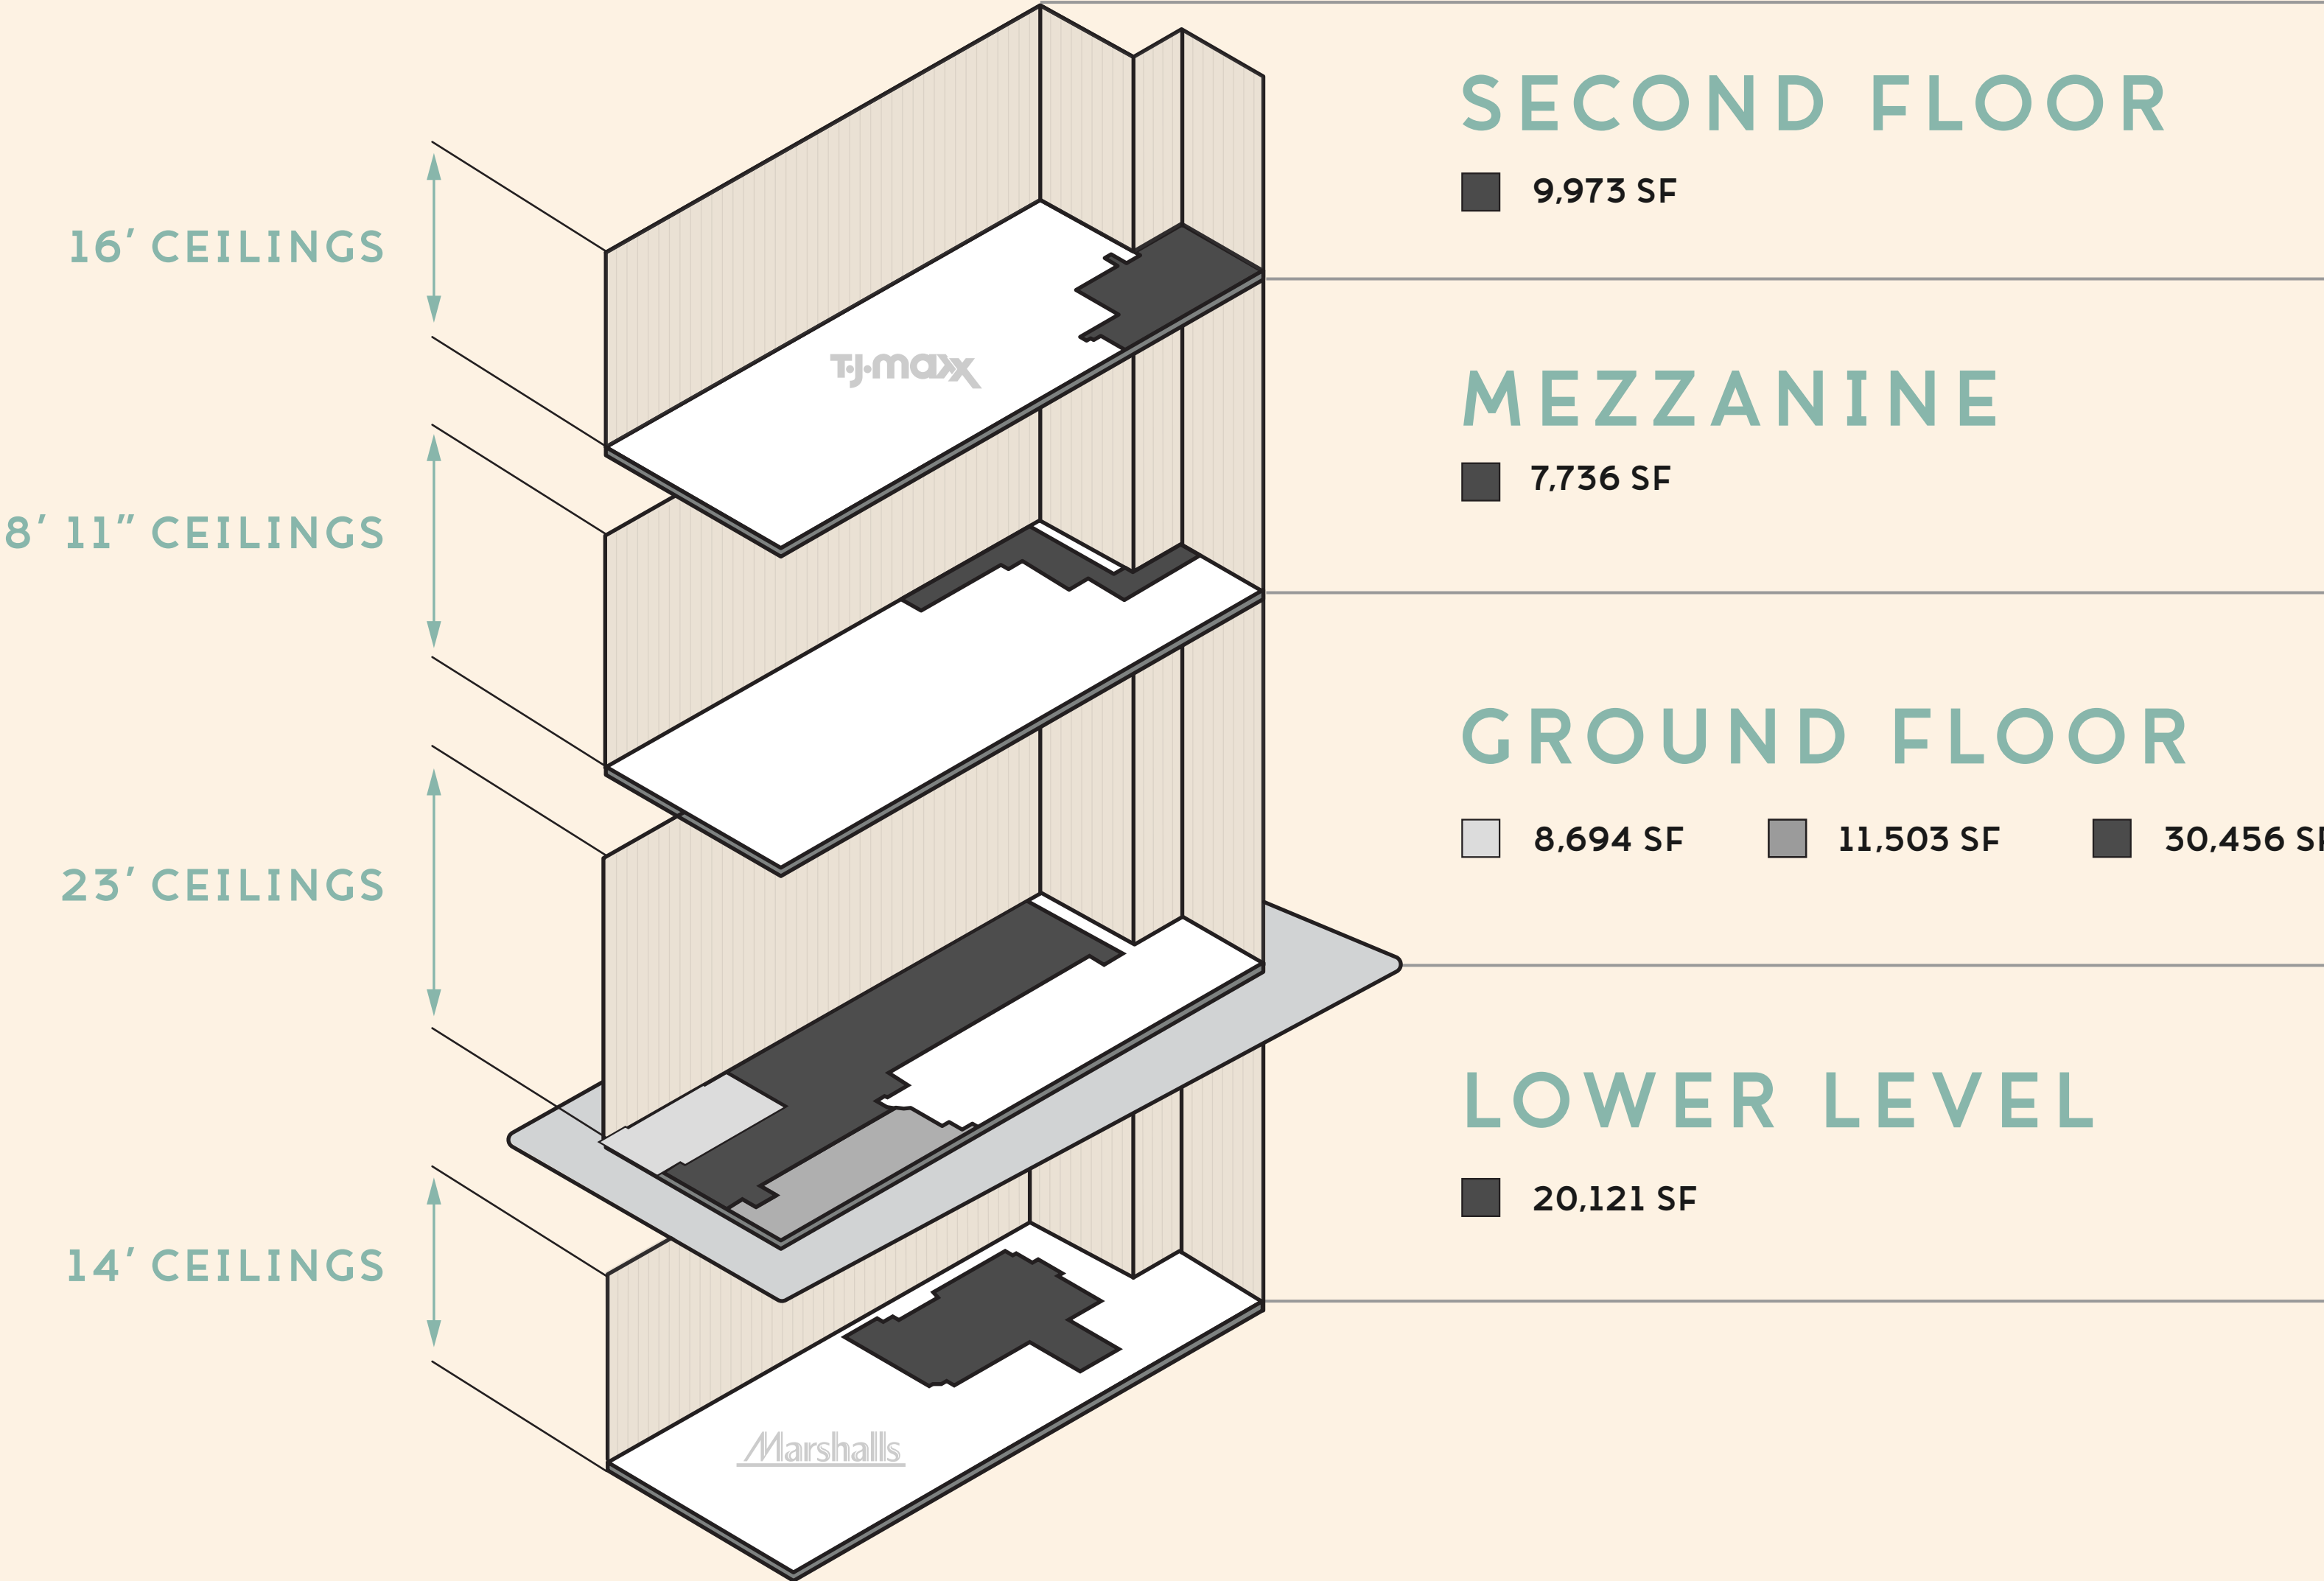 SECOND FLOOR
9,973 SF
16′ CEILINGS
T.J.maxx
MEZZANINE
7,736 SF
8′ 11″ CEILINGS
GROUND FLOOR
8,694 SF 11,503 SF 30,456 SF
23′ CEILINGS
LOWER LEVEL
20,121 SF
14′ CEILINGS
Marshalls